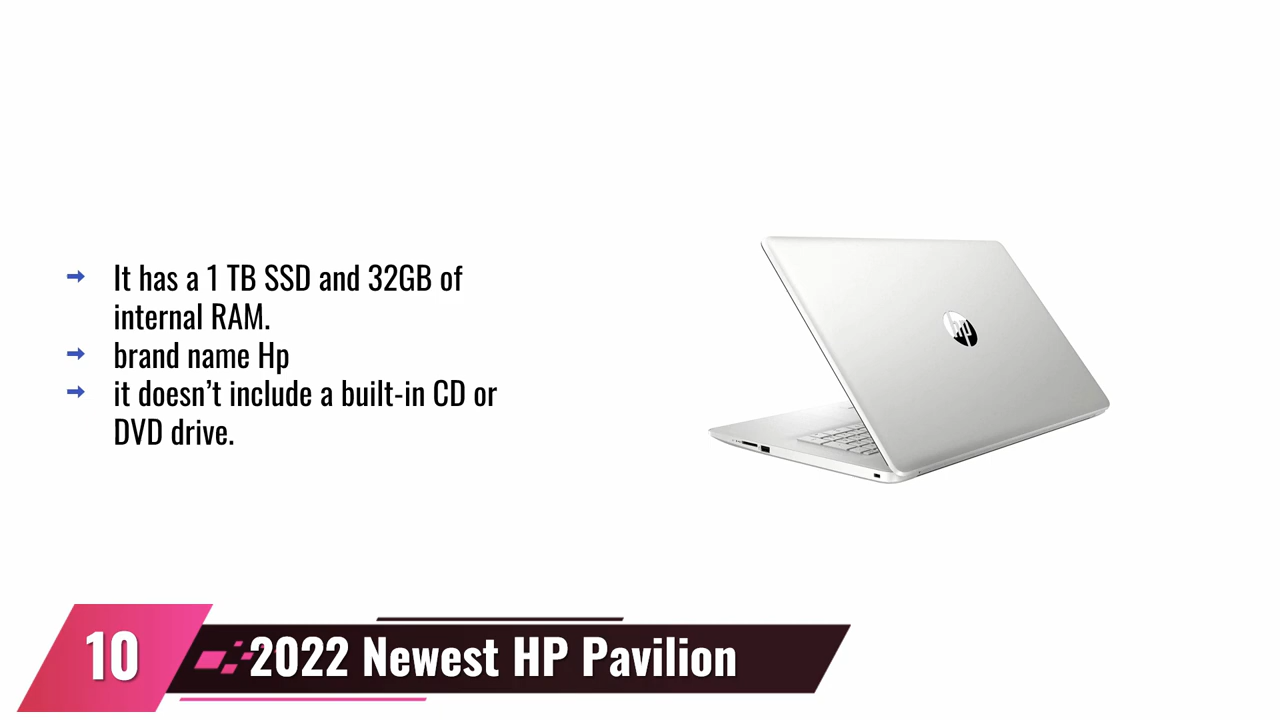 It has a 1 TB SSD and 32GB of
internal RAM.
brand name Hp
it doesn’t include a built-in CD or
DVD drive.
hp
10
2022 Newest HP Pavilion